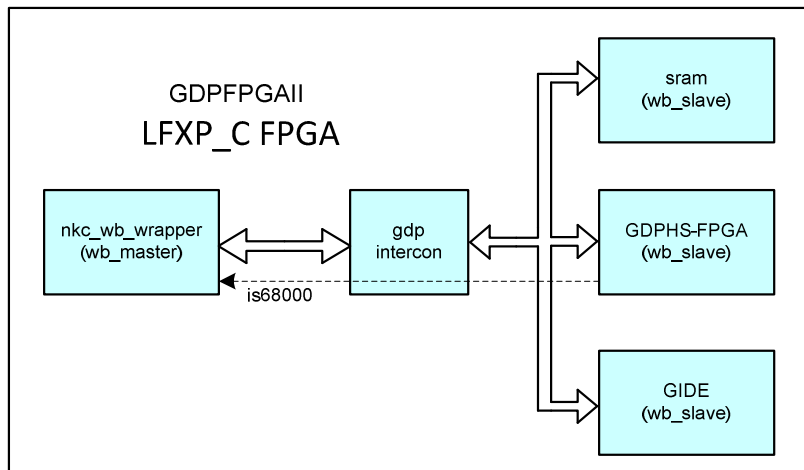 GDPFPGAII
LFXP_C FPGA
nkc_wb_wrapper
(wb_master)
gdp
intercon
sram
(wb_slave)
GDPHS-FPGA
(wb_slave)
is68000
GIDE
(wb_slave)